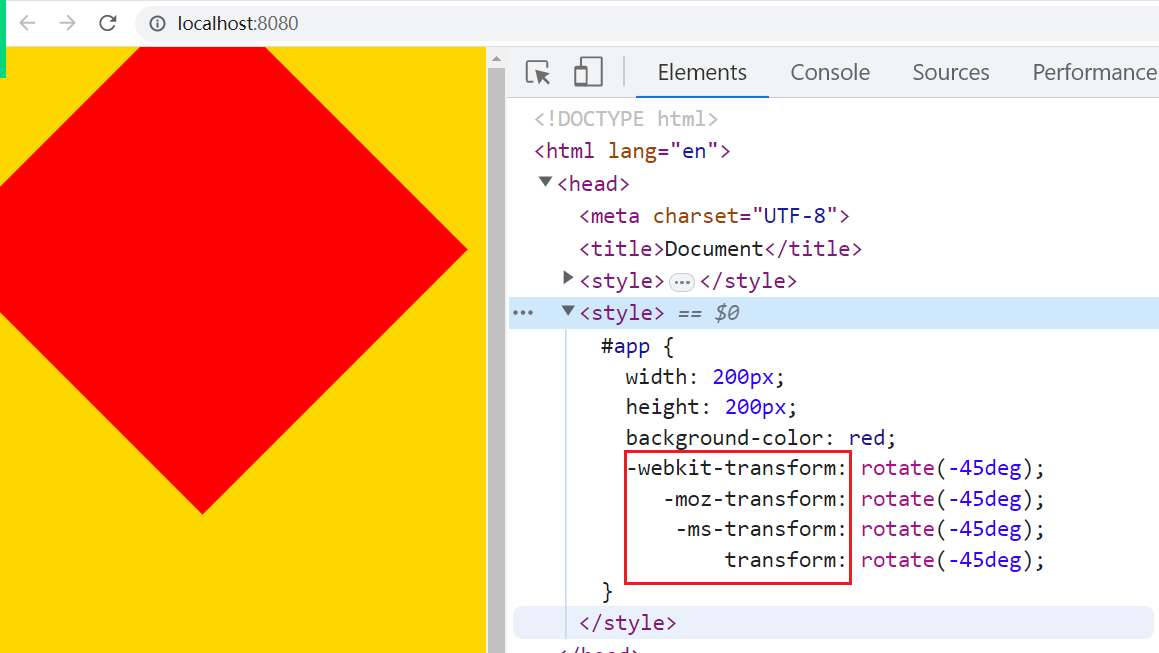 localhost:8080
Elements Console Sources Performance
<!DOCTYPE html>
<html lang="en">
<head>
<meta charset="UTF-8">
<title>Document</title>
<style>…</style>
<style> == $0
#app {
width: 200px;
height: 200px;
background-color: red;
-webkit-transform: rotate(-45deg);
-moz-transform: rotate(-45deg);
-ms-transform: rotate(-45deg);
transform: rotate(-45deg);
}
</style>
</head>